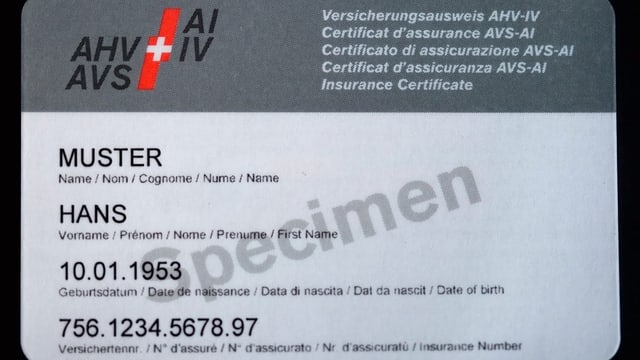 AHV AVS AI IV
Versicherungsausweis AHV-IV
Certificat d'assurance AVS-AI
Certificato di assicurazione AVS-AI
Certificat d'assicuranza AVS-AI
Insurance Certificate
MUSTER
Name / Nom / Cognome / Nume / Name
HANS
Vorname / Prénom / Nome / Prenume / First Name
Specimen
10.01.1953
Geburtsdatum / Date de naissance / Data di nascita / Dat da nascit / Date of birth
756.1234.5678.97
Versichertennr. / N° d'assuré / N° d'assicurato / Nr. d'assicuratú / Insurance Number